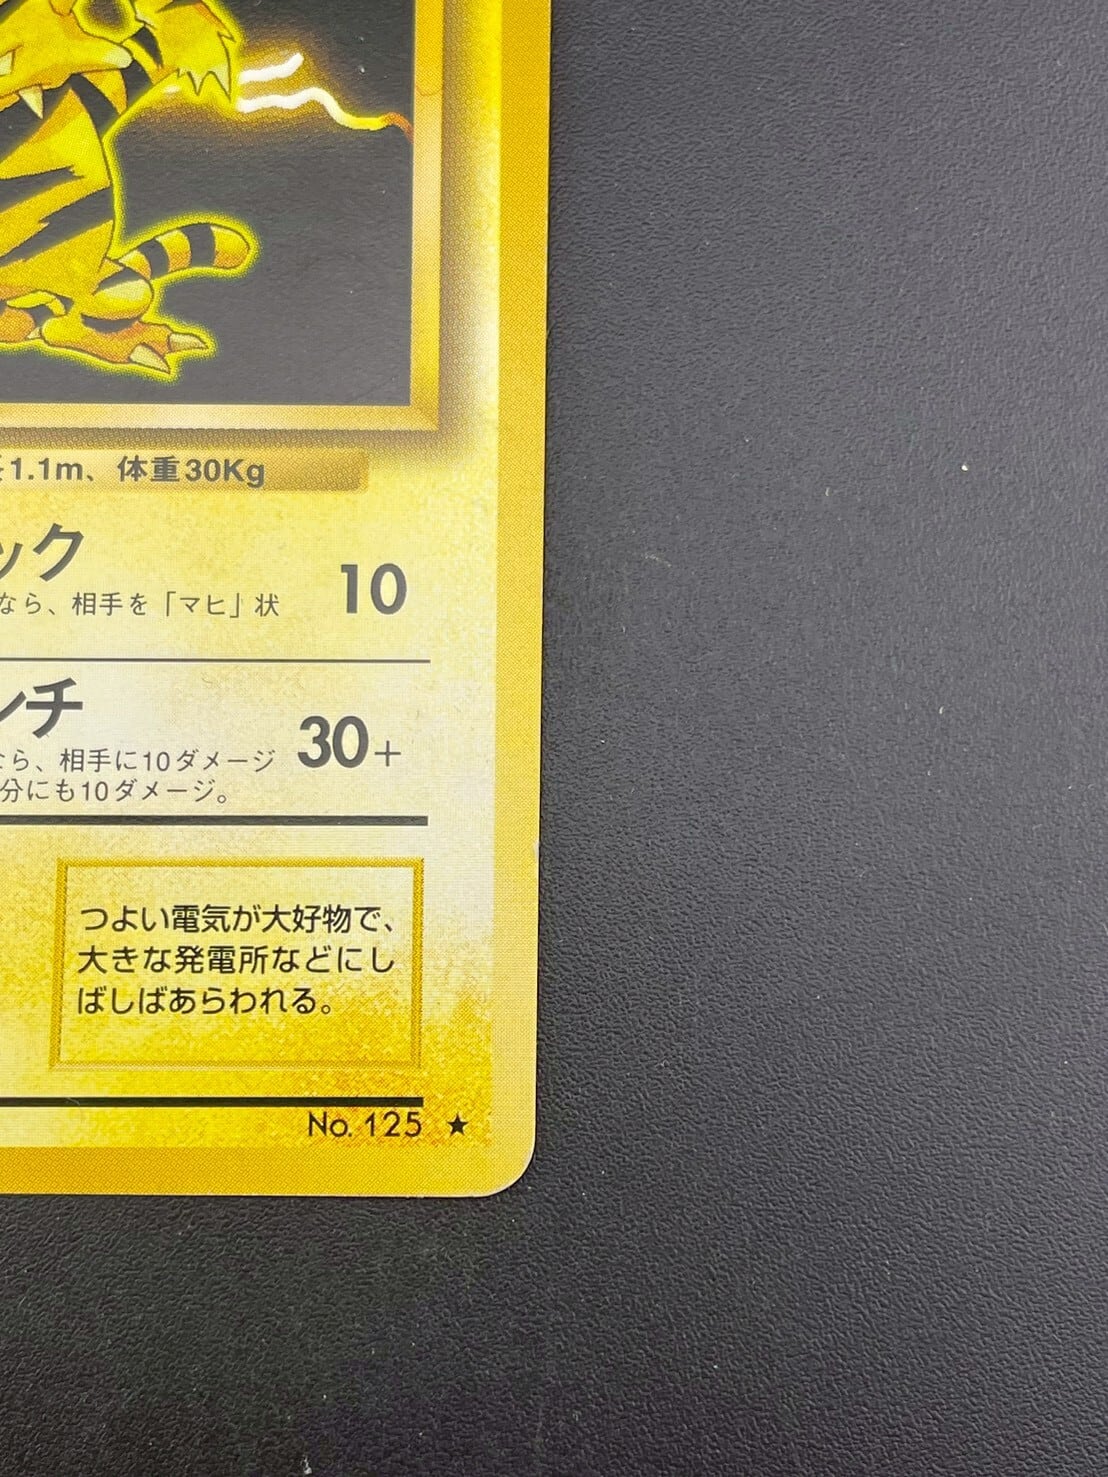 1.1m、体重30Kg
ック
10
なら、相手を「マヒ」状
ンチ
30+
なら、相手に10ダメージ
分にも10ダメージ。
つよい電気が大好物で、
大きな発電所などにし
ばしばあらわれる。
No. 125 ★